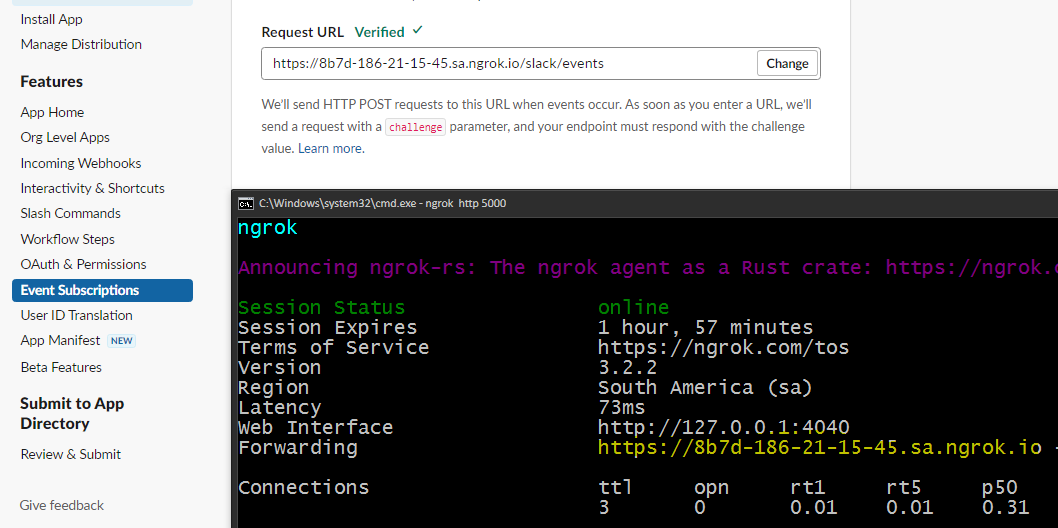 Install App
Manage Distribution
Features
App Home
Org Level Apps
Incoming Webhooks
Interactivity & Shortcuts
Slash Commands
Workflow Steps
OAuth & Permissions
Event Subscriptions
User ID Translation
App Manifest NEW
Beta Features
Submit to App
Directory
Review & Submit
Give feedback
Request URL Verified ✓
https://8b7d-186-21-15-45.sa.ngrok.io/slack/events Change
We'll send HTTP POST requests to this URL when events occur. As soon as you enter a URL, we'll
send a request with a challenge parameter, and your endpoint must respond with the challenge
value. Learn more.
C:\Windows\system32\cmd.exe - ngrok http 5000
ngrok
Announcing ngrok-rs: The ngrok agent as a Rust crate: https://ngrok.
Session Status online
Session Expires 1 hour, 57 minutes
Terms of Service https://ngrok.com/tos
Version 3.2.2
Region South America (sa)
Latency 73ms
Web Interface http://127.0.0.1:4040
Forwarding https://8b7d-186-21-15-45.sa.ngrok.io -
Connections ttl opn rt1 rt5 p50
3 0 0.01 0.01 0.31